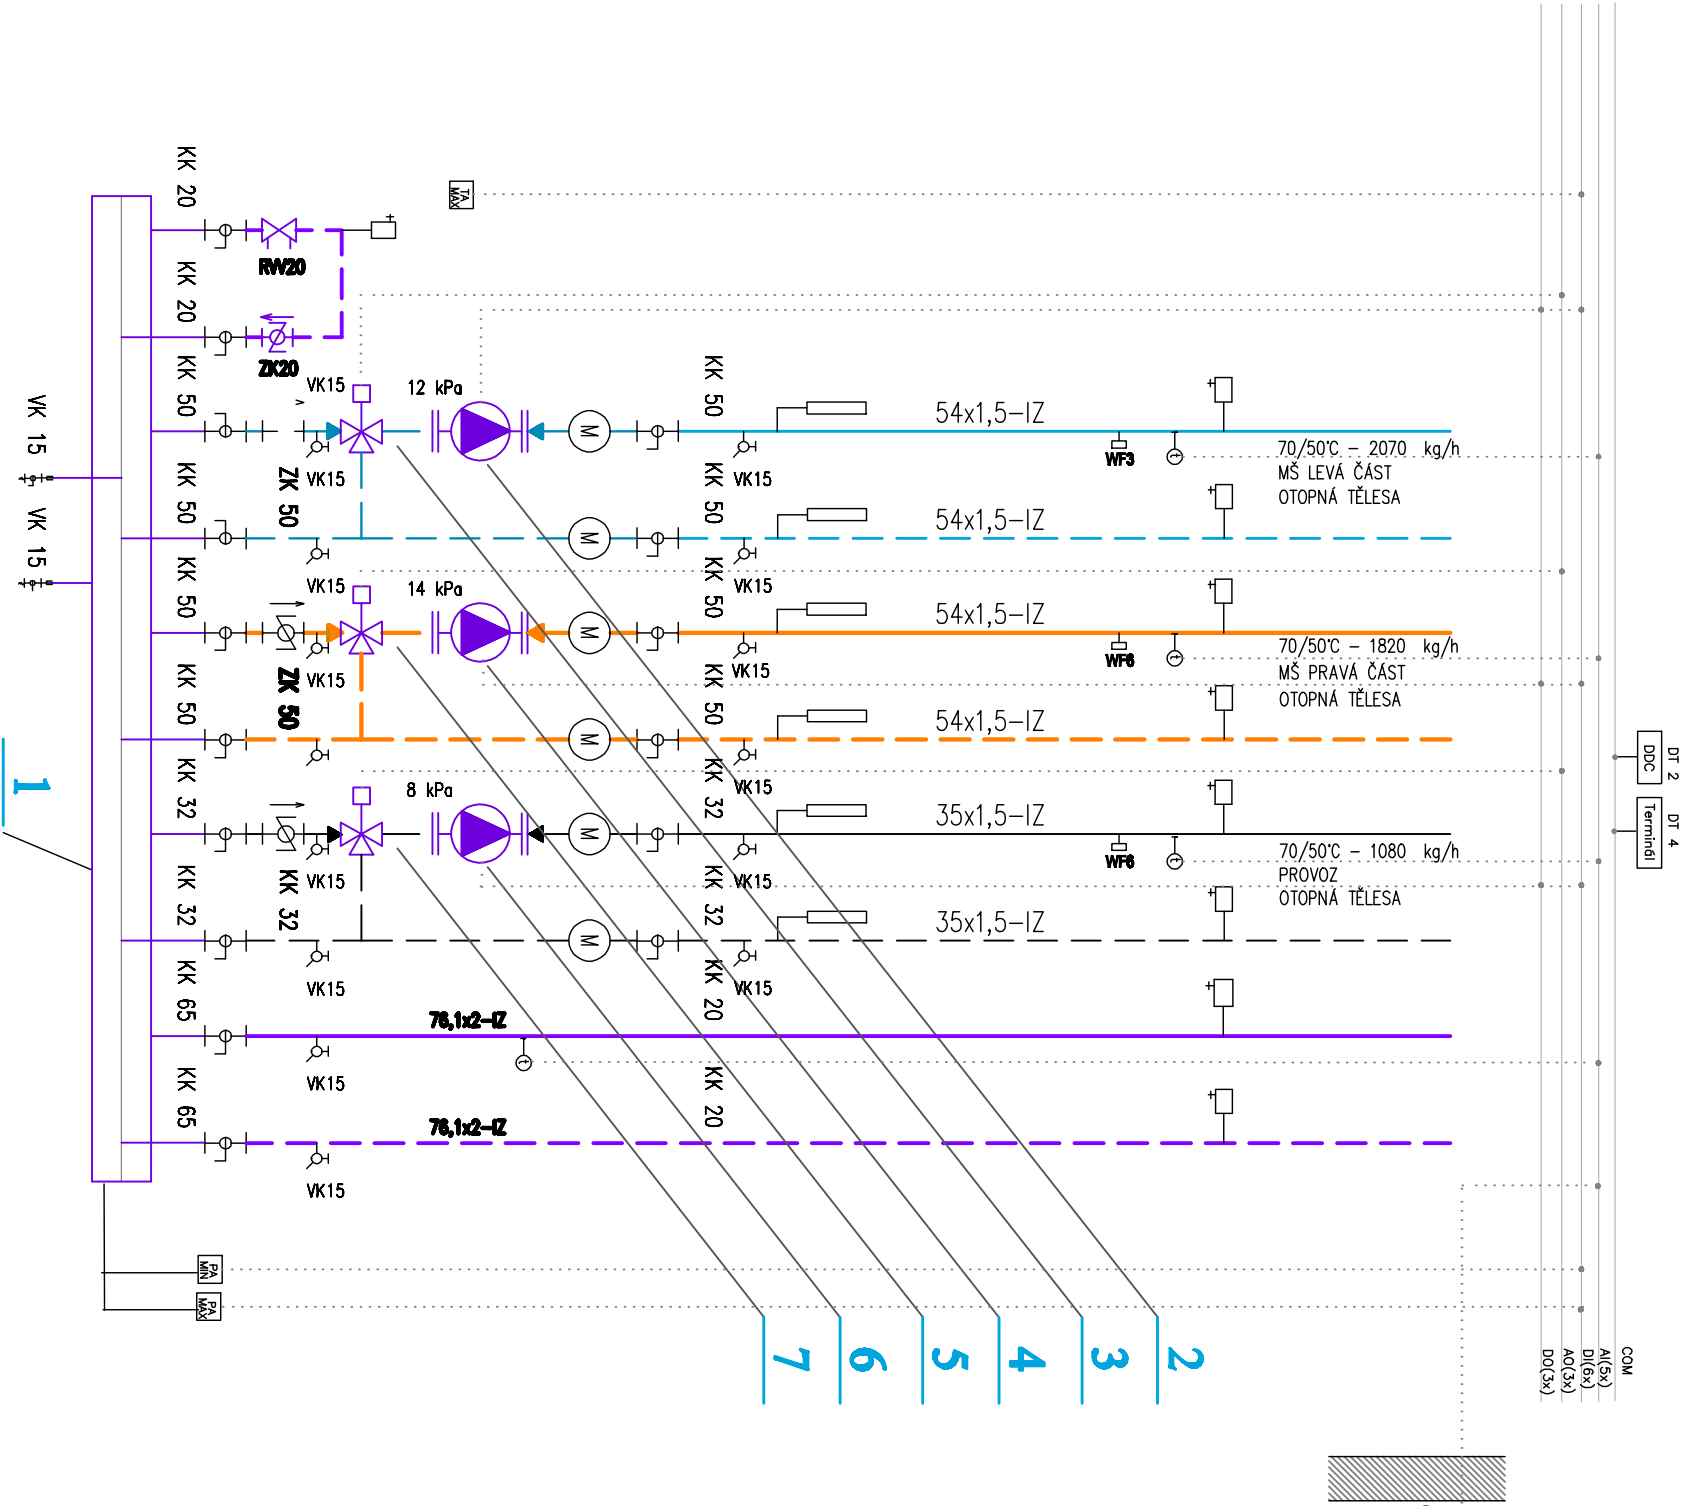 KK 20
TA MAX
RVV20
KK 20
ZK20
KK 50
VK15
12 kPa
KK 50
54x1,5-IZ
WF3
70/50°C - 2070 kg/h
MŠ LEVÁ ČÁST
OTOPNÁ TĚLESA
VK 15
ZK 50
VK15
M
VK15
KK 50
KK 50
54x1,5-IZ
VK 15
VK15
M
VK15
KK 50
14 kPa
KK 50
54x1,5-IZ
WF6
70/50°C - 1820 kg/h
MŠ PRAVÁ ČÁST
OTOPNÁ TĚLESA
ZK 50
VK15
M
VK15
KK 50
KK 50
54x1,5-IZ
M
VK15
DT 2
DDC
DT 4
Terminál
1
KK 32
8 kPa
KK 32
35x1,5-IZ
WF6
70/50°C - 1080 kg/h
PROVOZ
OTOPNÁ TĚLESA
KK 32
VK15
M
VK15
KK 32
KK 32
35x1,5-IZ
VK15
M
VK15
KK 65
76,1x2-IZ
KK 20
VK15
t
t
t
t
KK 65
76,1x2-IZ
KK 20
VK15
PA MIN
PA MAX
7
6
5
4
3
2
COM
AI(5x)
DI(6x)
AO(3x)
DO(3x)